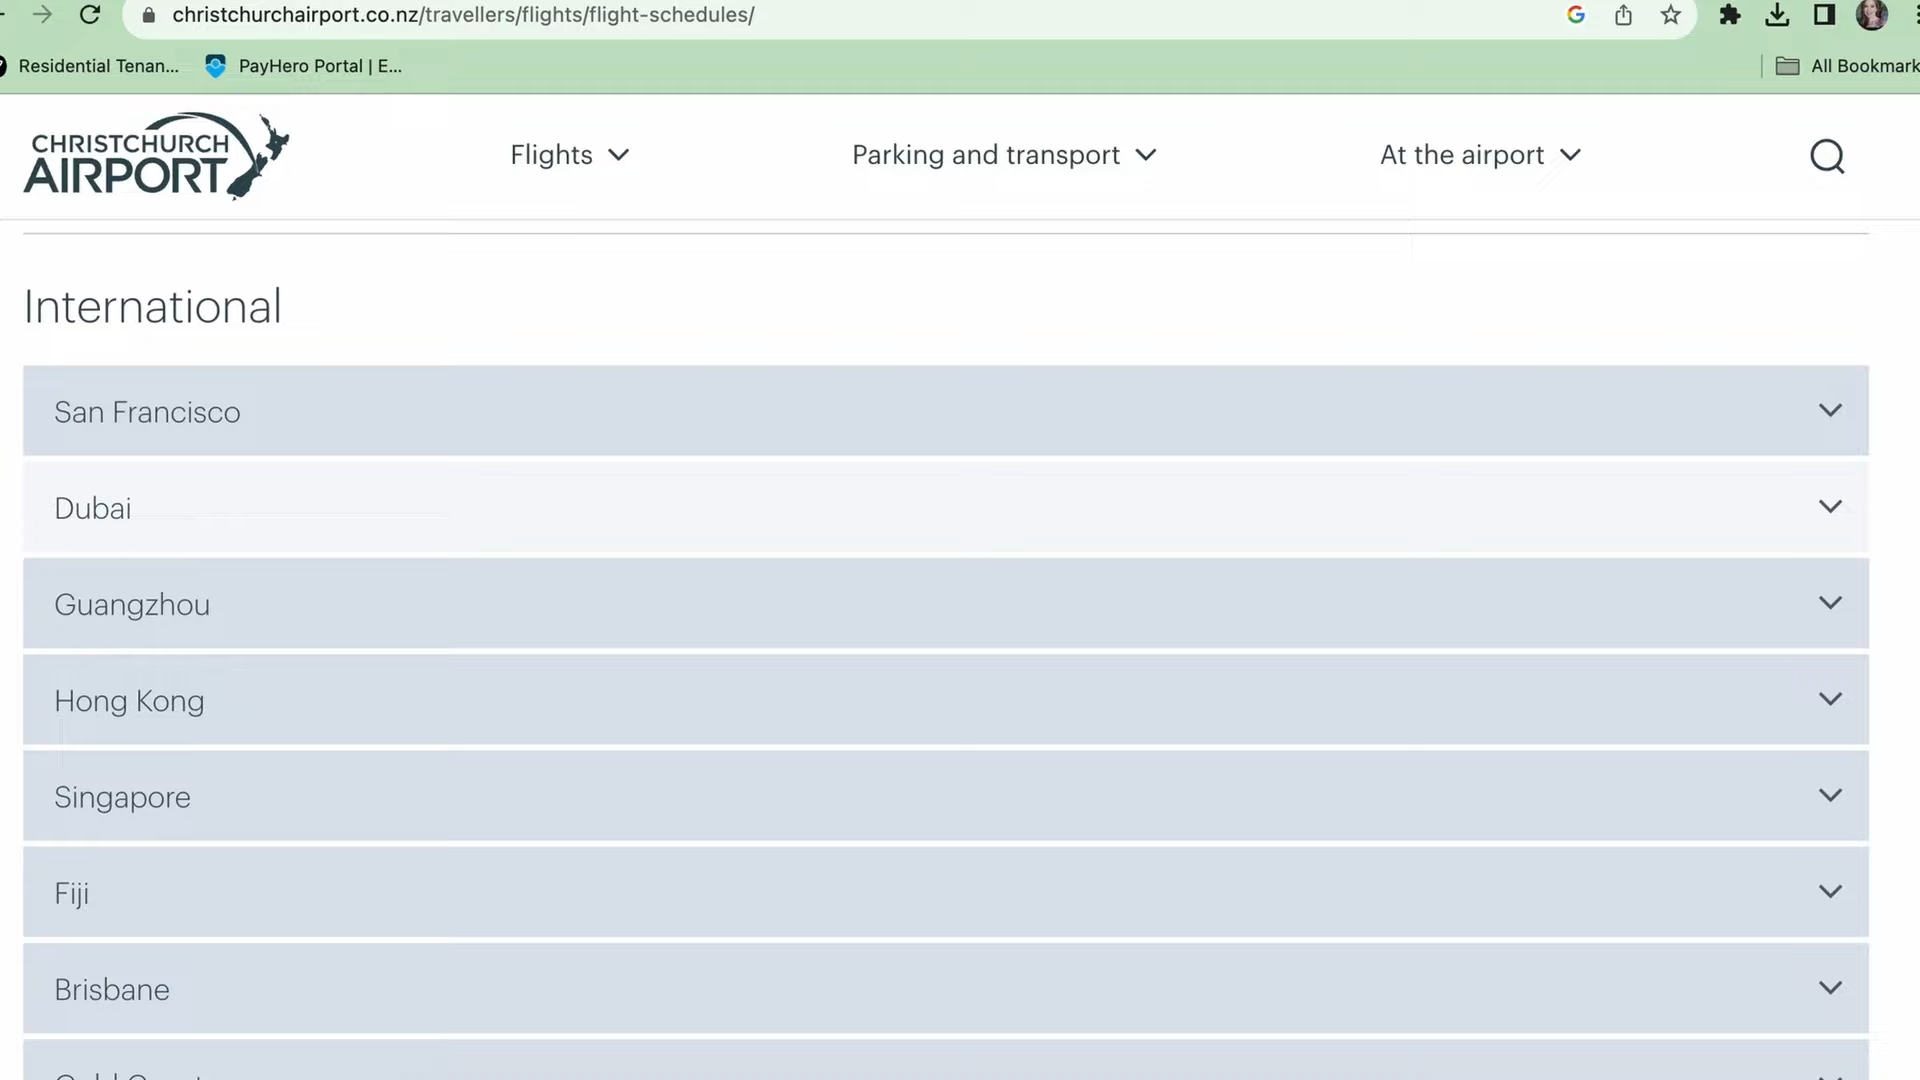 christchurchairport.co.nz/travellers/flights/flight-schedules/
Residential Tenan... PayHero Portal | E... All Bookmark
CHRISTCHURCH
AIRPORT
Flights Parking and transport At the airport
International
San Francisco
Dubai
Guangzhou
Hong Kong
Singapore
Fiji
Brisbane